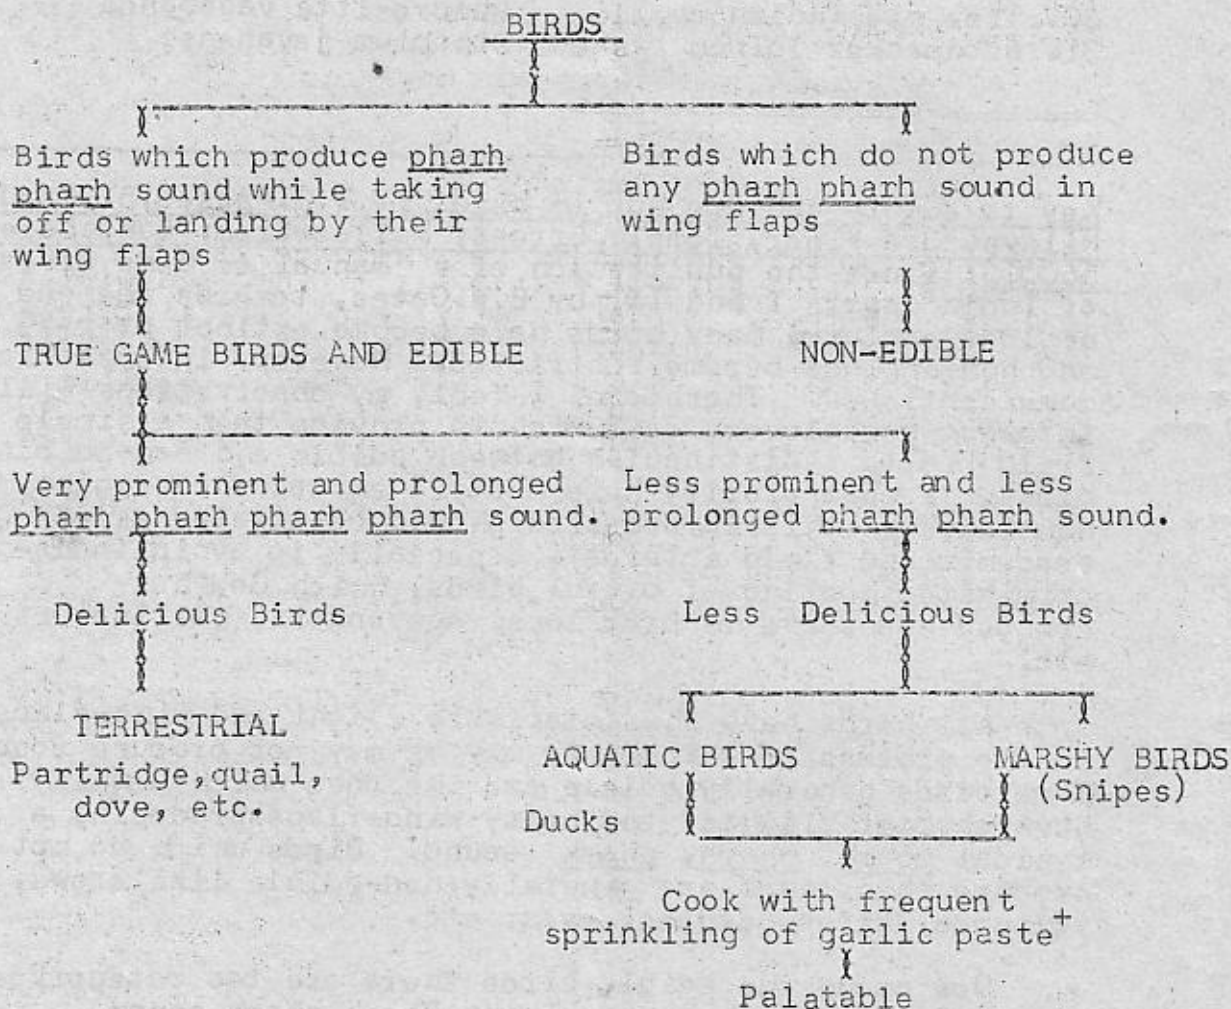 BIRDS
Birds which produce pharh
pharh sound while taking
off or landing by their
wing flaps
Birds which do not produce
any pharh pharh sound in
wing flaps
TRUE GAME BIRDS AND EDIBLE
NON-EDIBLE
Very prominent and prolonged
pharh pharh pharh pharh sound.
Less prominent and less
prolonged pharh pharh sound.
Delicious Birds
Less Delicious Birds
TERRESTRIAL
Partridge, quail,
dove, etc.
AQUATIC BIRDS
Ducks
MARSHY BIRDS
(Snipes)
Cook with frequent
sprinkling of garlic paste+
Palatable